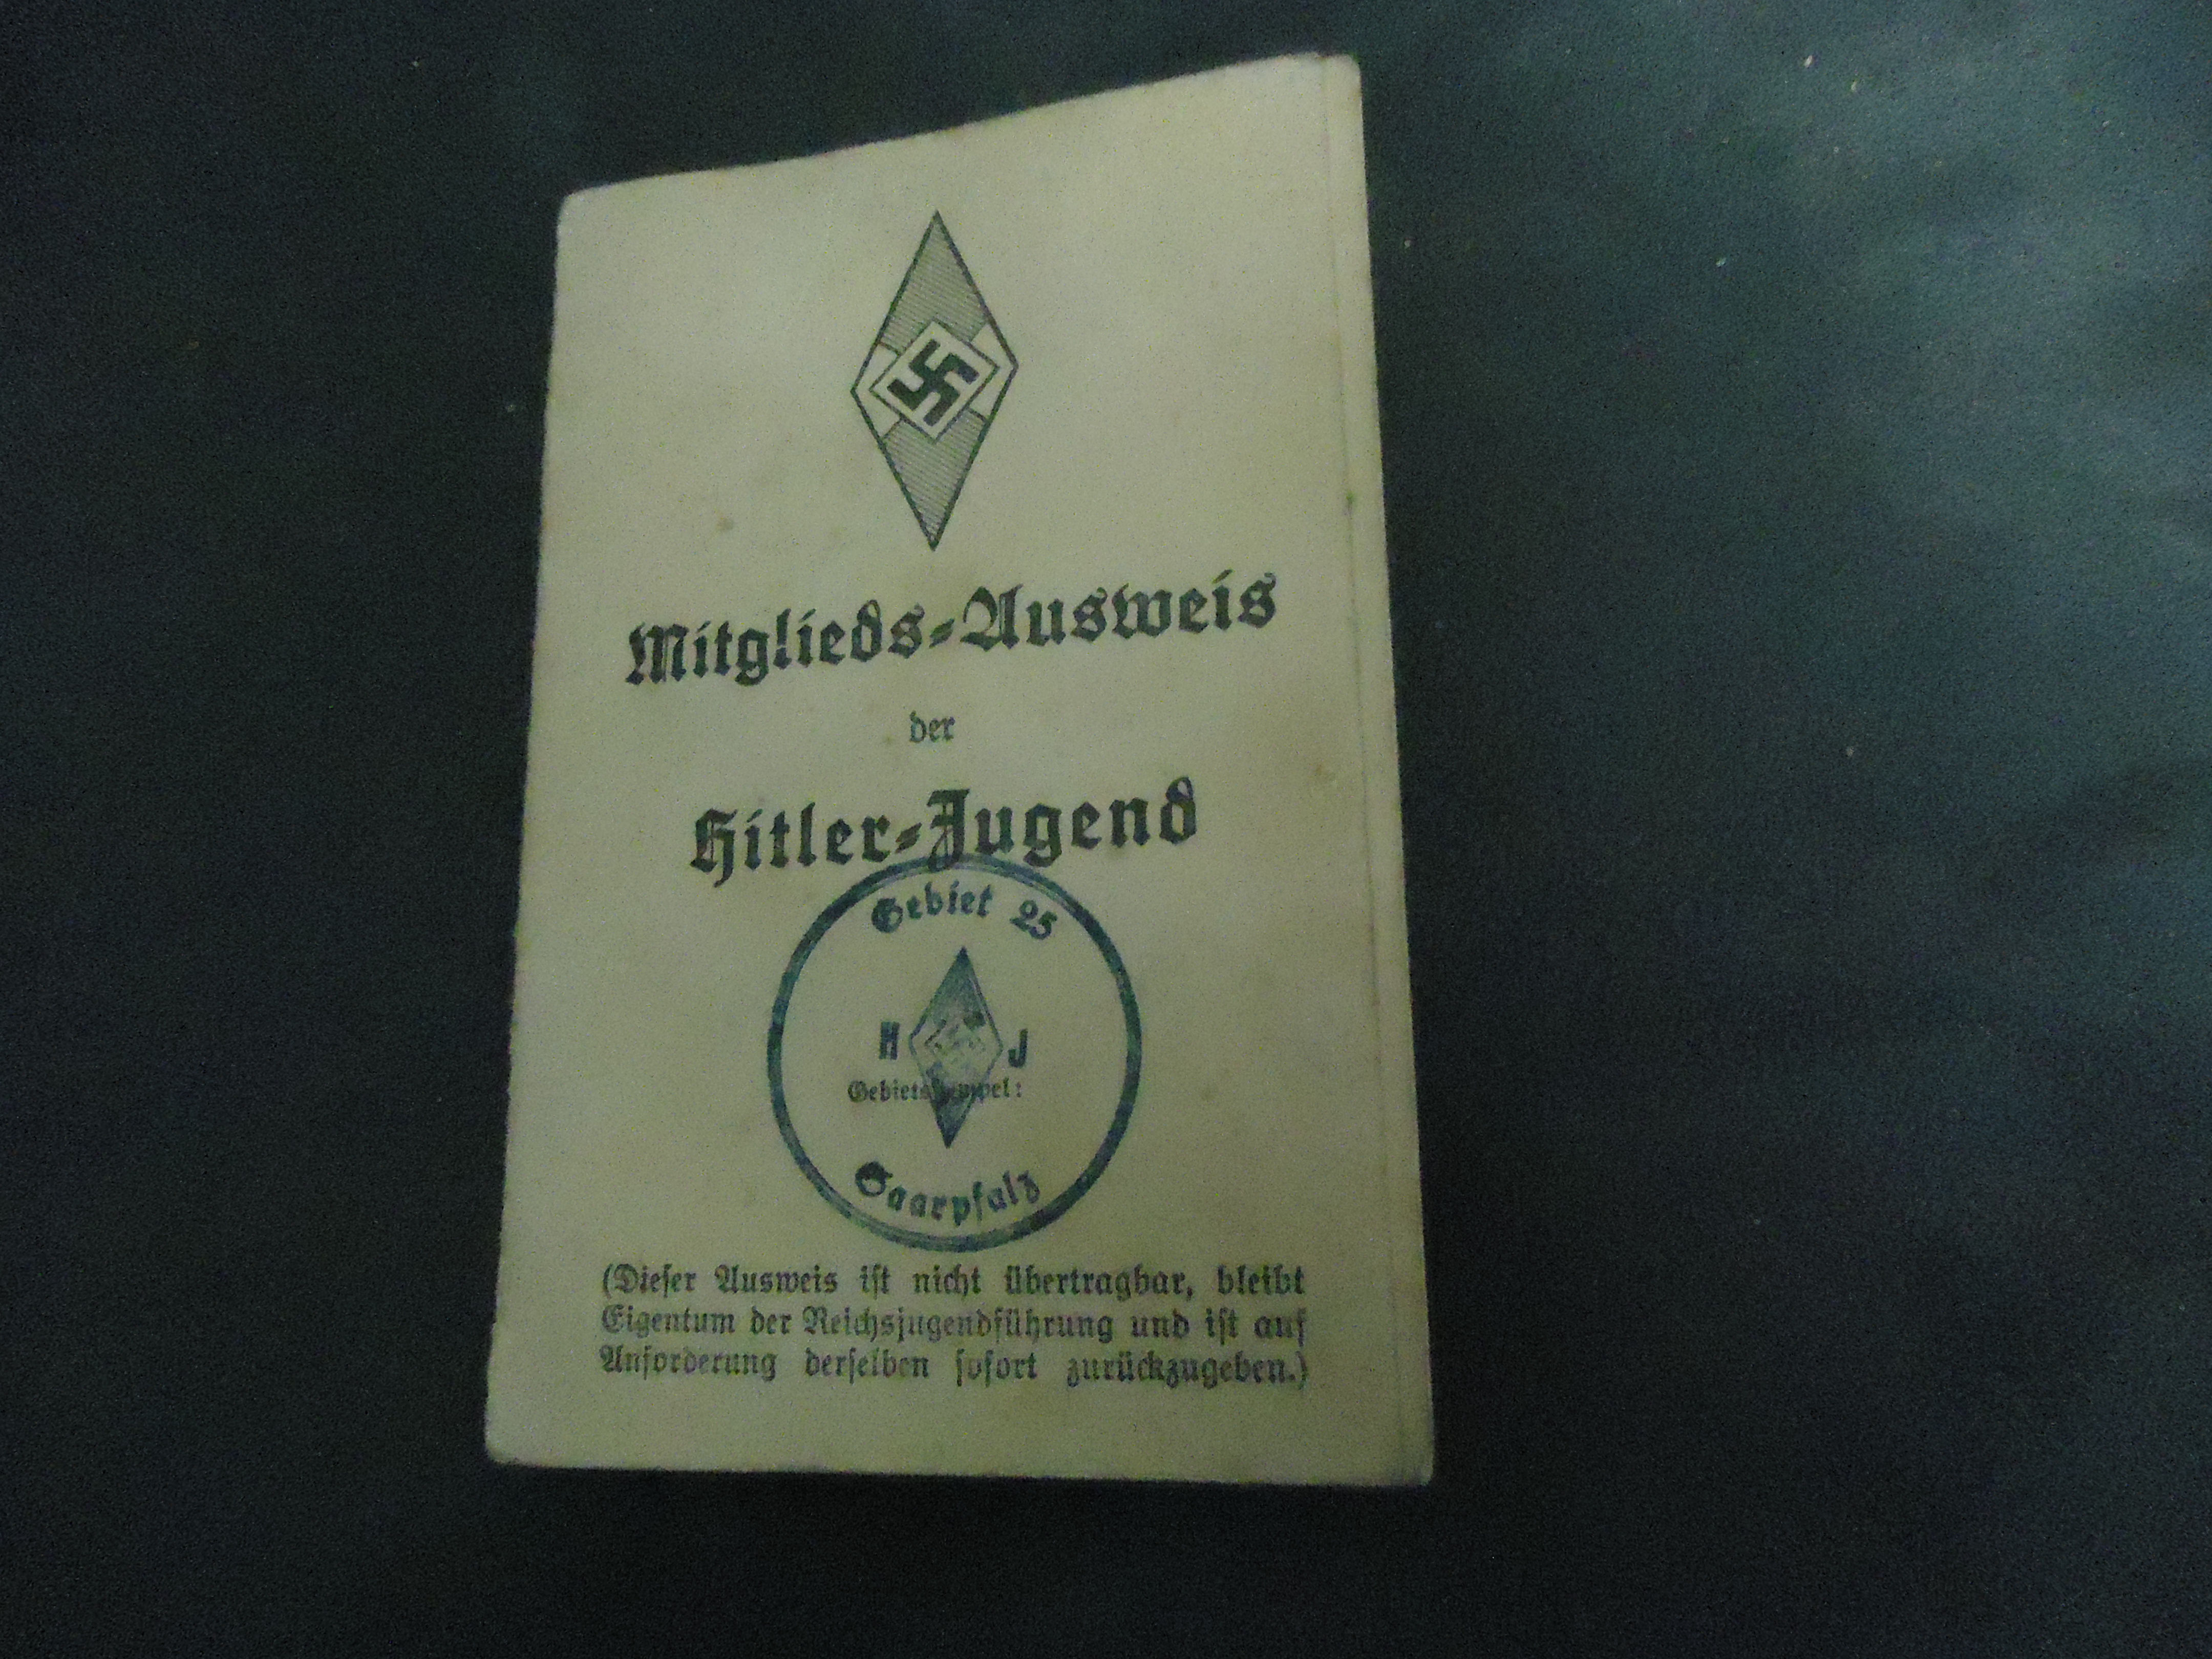 Mitglieds-Ausweis
der
Hitler-Jugend
Gebiet 25
H J
Gebietsstempel:
Saarpfalz
(Dieser Ausweis ist nicht übertragbar, bleibt
Eigentum der Reichsjugendführung und ist auf
Anforderung derselben sofort zurückzugeben.)